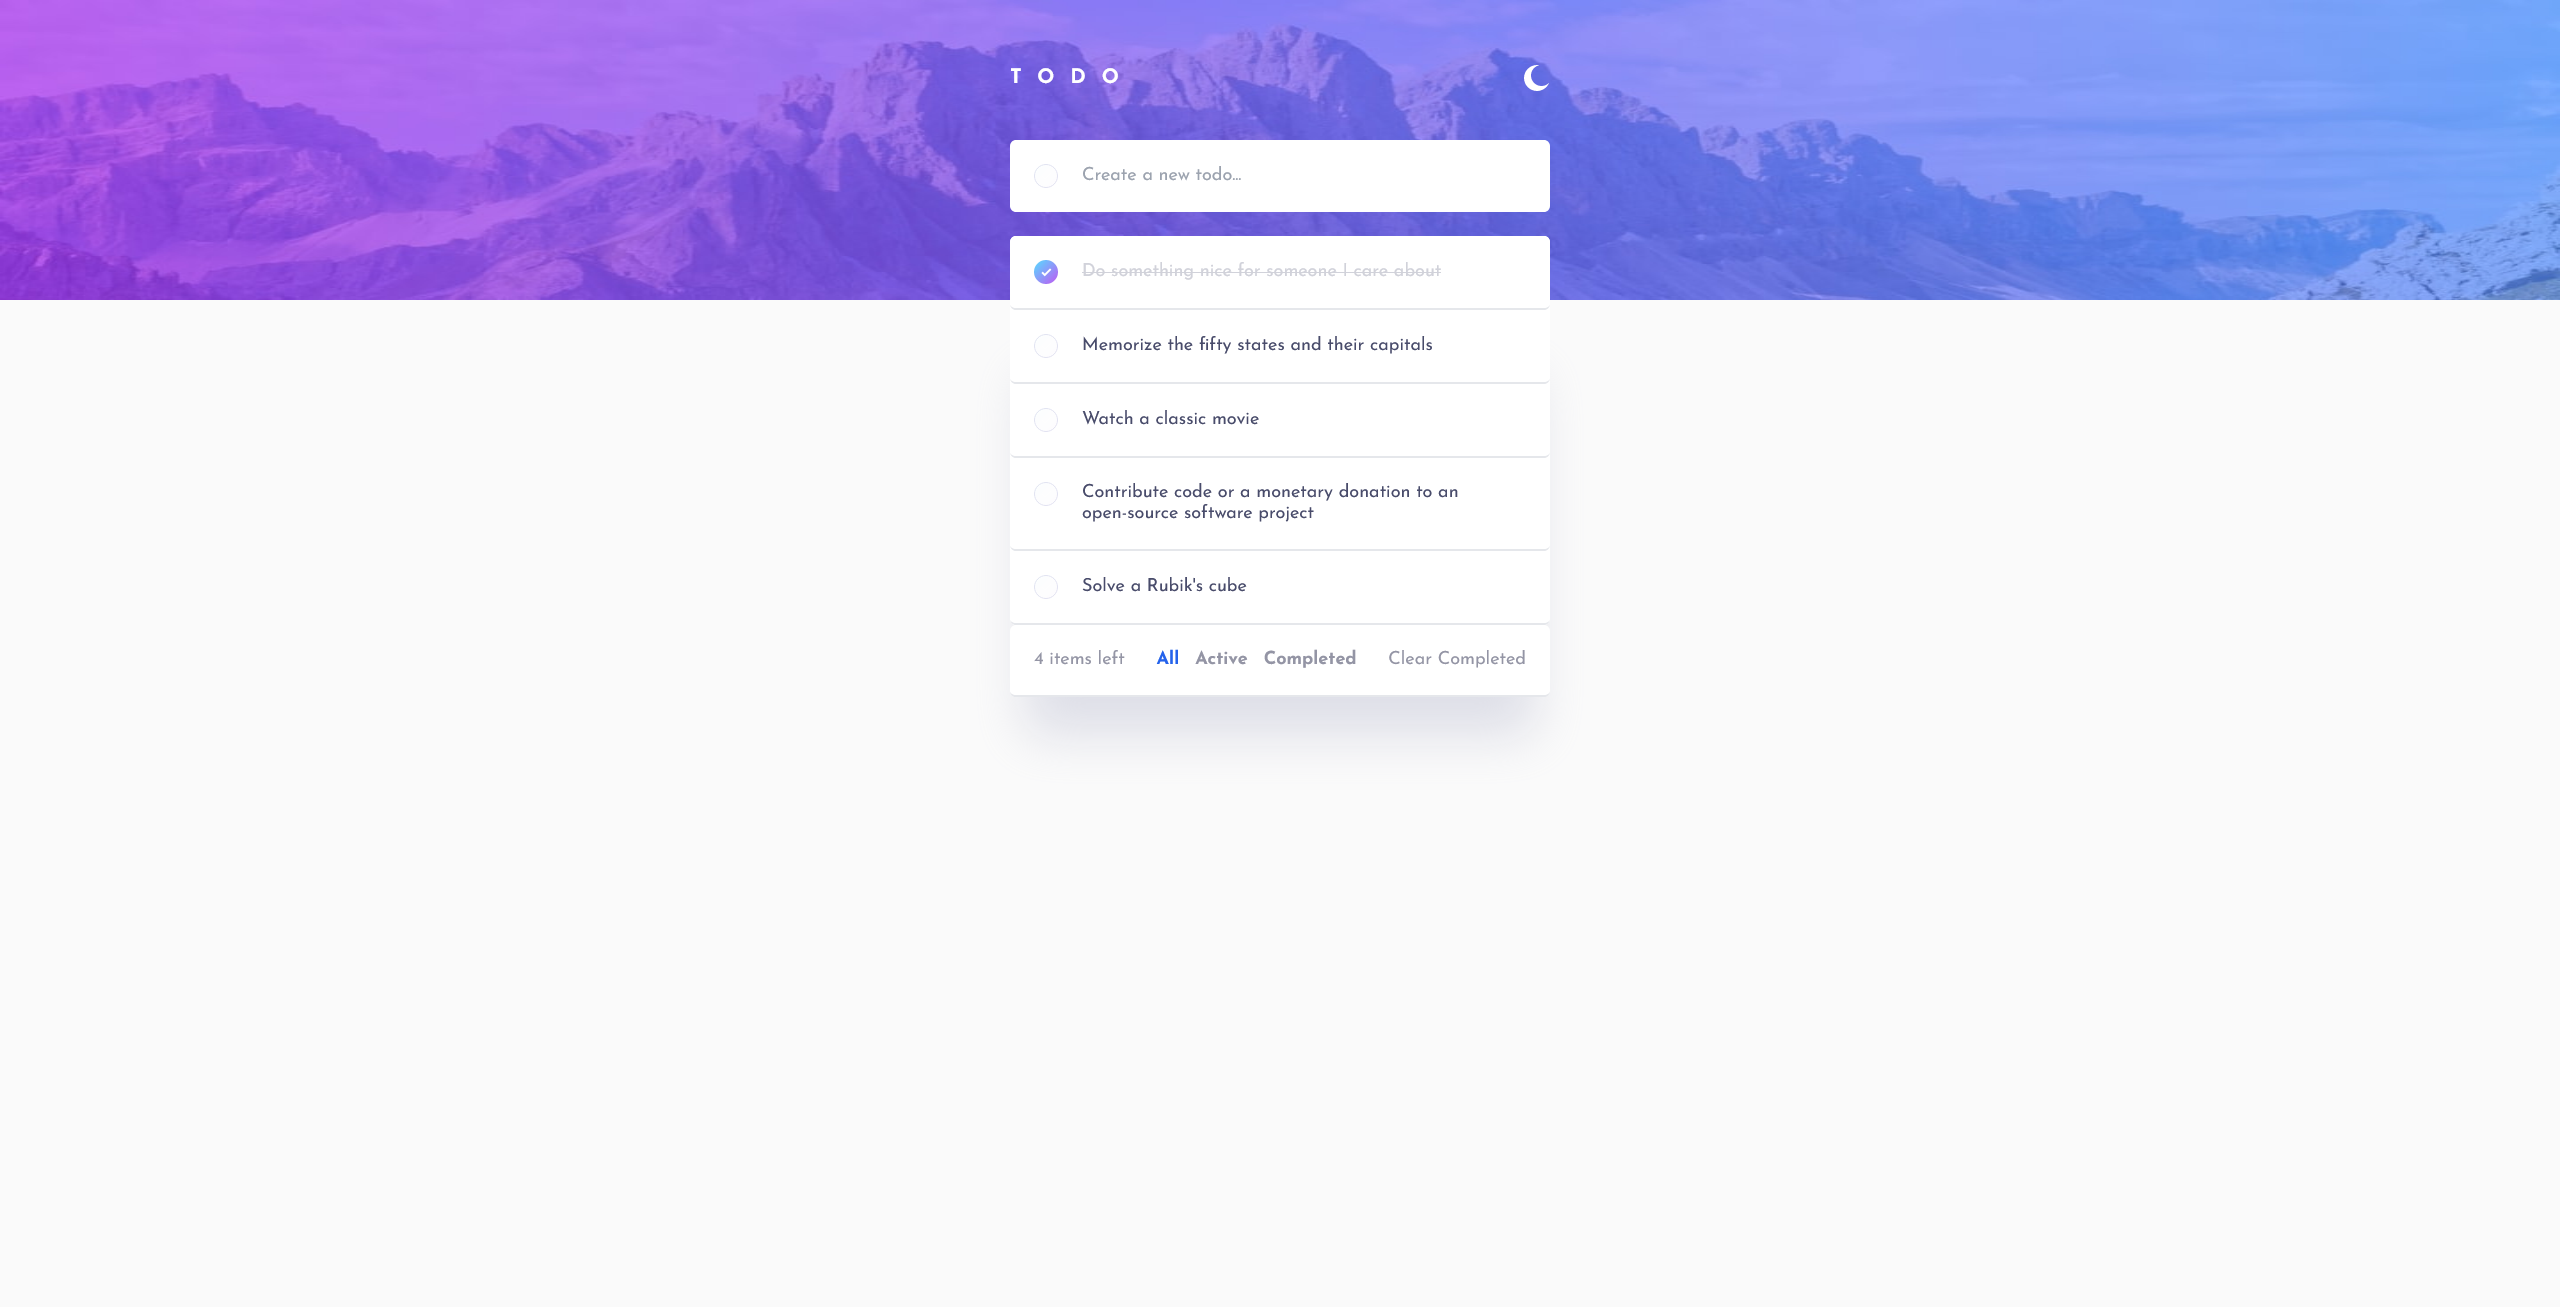 TODO
Create a new todo...
Do something nice for someone I care about
Memorize the fifty states and their capitals
Watch a classic movie
Contribute code or a monetary donation to an
open-source software project
Solve a Rubik's cube
4 items left All Active Completed Clear Completed